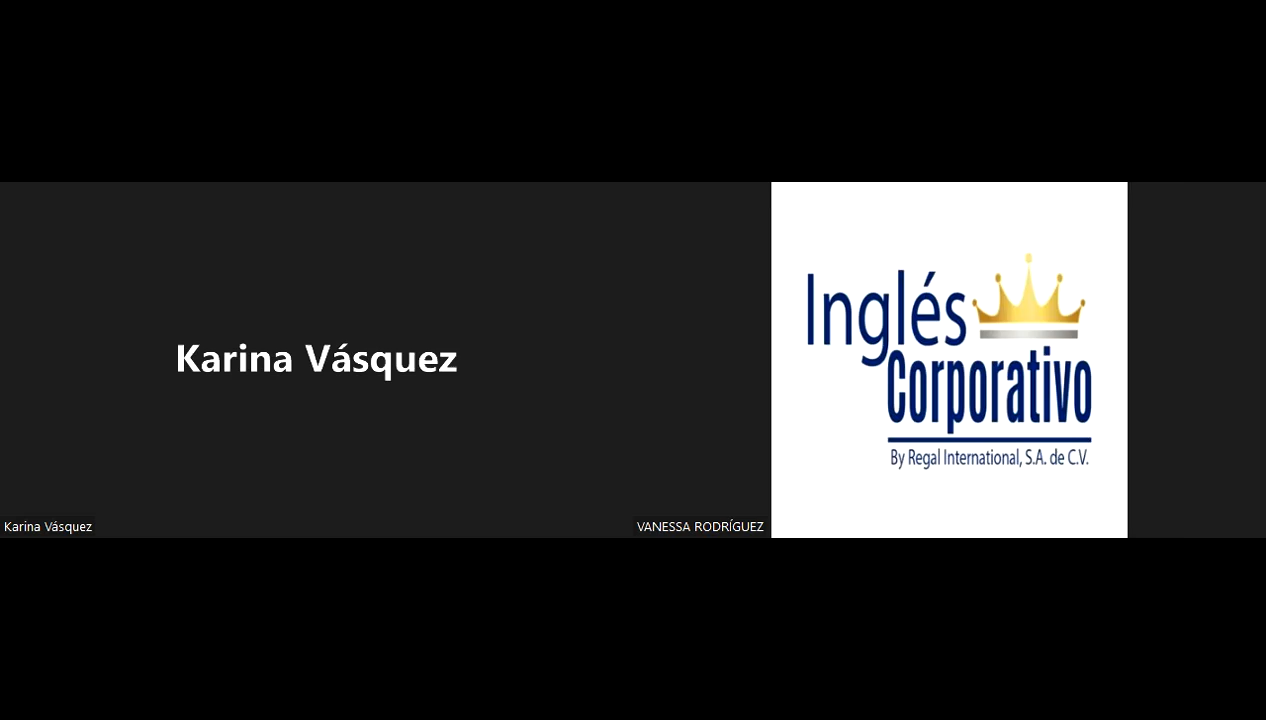 Karina Vásquez
Karina Vásquez
VANESSA RODRÍGUEZ
Inglés
Corporativo
By Regal International, S.A. de C.V.